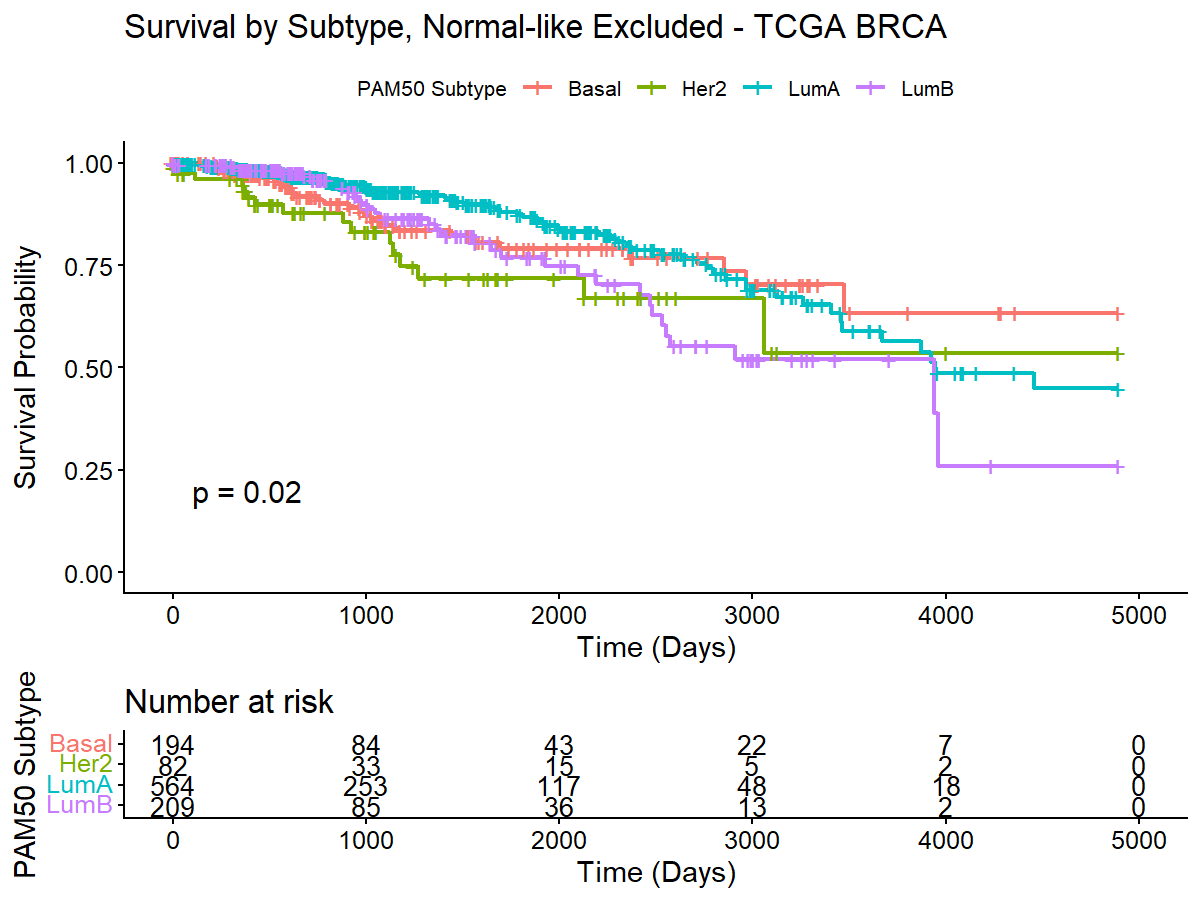 Survival by Subtype, Normal-like Excluded - TCGA BRCA
PAM50 Subtype Basal Her2 LumA LumB
Survival Probability
1.00
0.75
0.50
0.25
0.00
p = 0.02
0 1000 2000 3000 4000 5000
Time (Days)
Number at risk
PAM50 Subtype
Basal 194 84 43 22 7 0
Her2 82 33 15 5 2 0
LumA 564 253 117 48 18 0
LumB 209 85 36 13 2 0
0 1000 2000 3000 4000 5000
Time (Days)